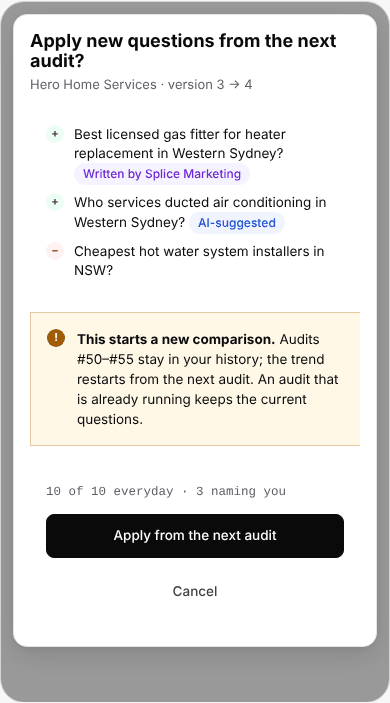 Apply new questions from the next
audit?
Hero Home Services · version 3 → 4
+ Best licensed gas fitter for heater
replacement in Western Sydney?
Written by Splice Marketing
+ Who services ducted air conditioning in
Western Sydney? AI-suggested
− Cheapest hot water system installers in
NSW?
! This starts a new comparison. Audits
#50–#55 stay in your history; the trend
restarts from the next audit. An audit that
is already running keeps the current
questions.
10 of 10 everyday · 3 naming you
Apply from the next audit
Cancel